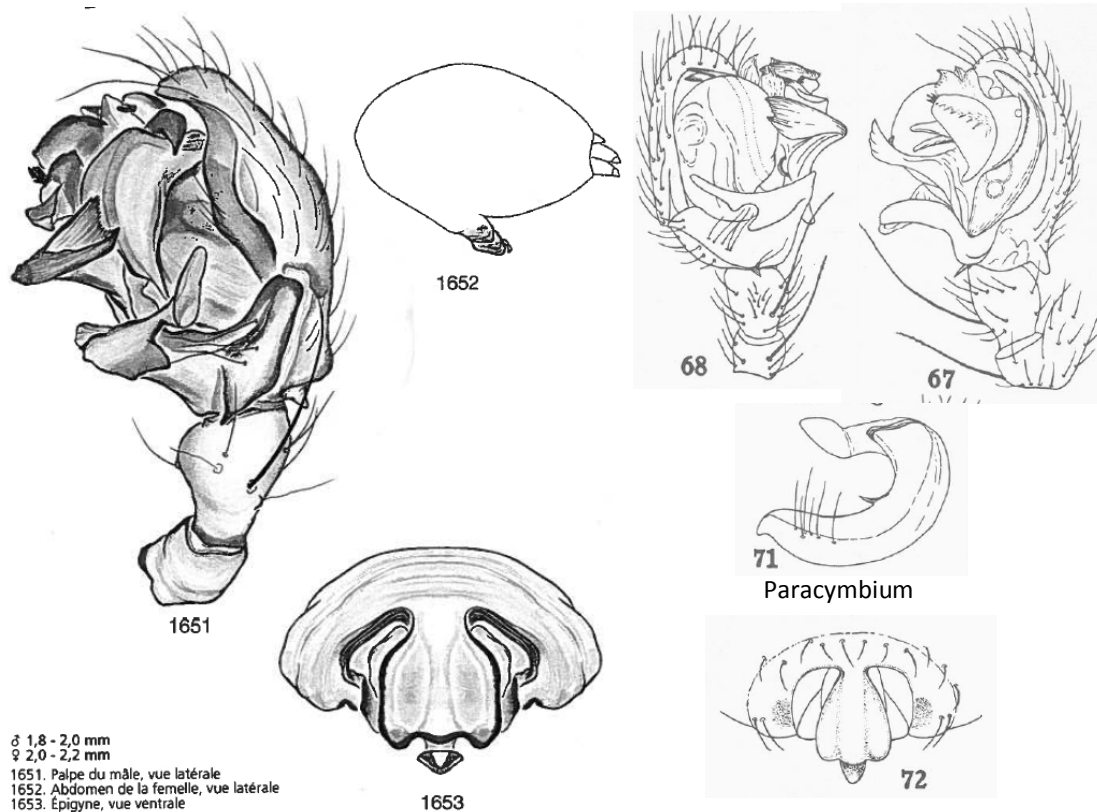 1651
1652
68
67
71
Paracymbium
1653
72
♂ 1,8 - 2,0 mm
♀ 2,0 - 2,2 mm
1651. Palpe du mâle, vue latérale
1652. Abdomen de la femelle, vue latérale
1653. Épigyne, vue ventrale